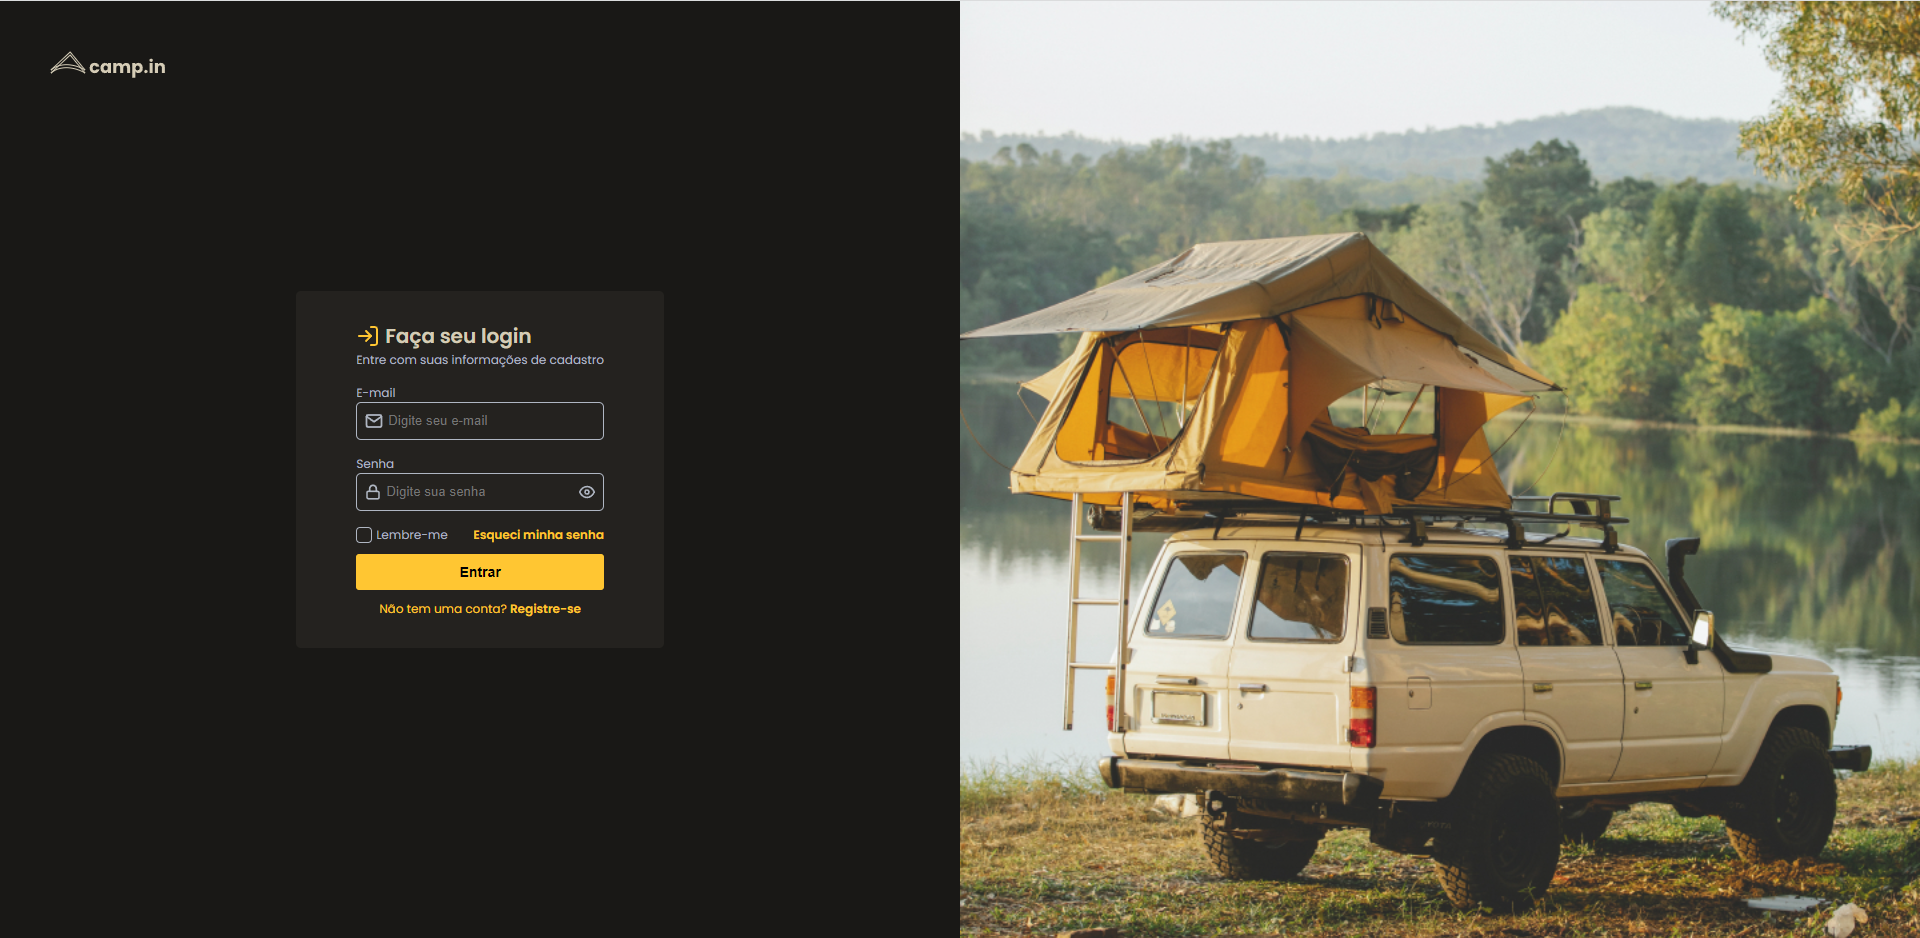 camp.in
Faça seu login
Entre com suas informações de cadastro
E-mail
Digite seu e-mail
Senha
Digite sua senha
Lembre-me Esqueci minha senha
Entrar
Não tem uma conta? Registre-se